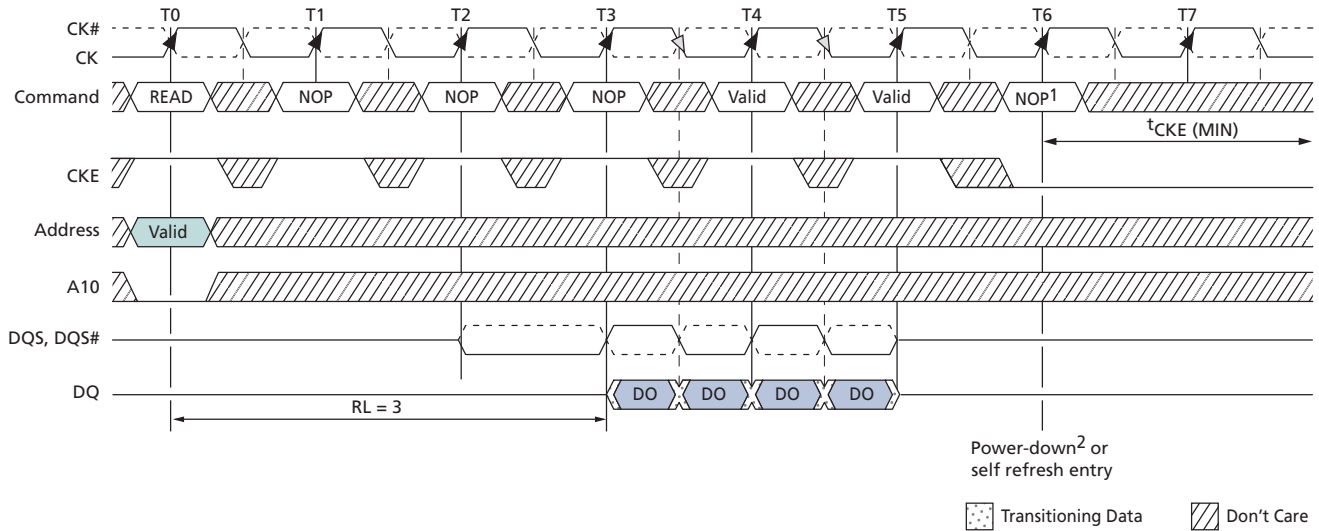 T0 T1 T2 T3 T4 T5 T6 T7
CK#
CK
Command READ NOP NOP NOP Valid Valid NOP1
tCKE (MIN)
CKE
Address Valid
A10
DQS, DQS#
DQ DO DO DO DO
RL = 3
Power-down2 or
self refresh entry
Transitioning Data Don't Care